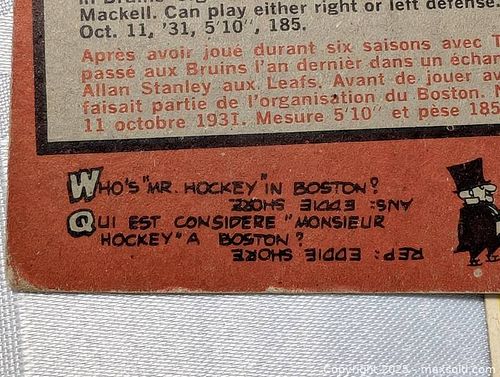 Mackell. Can play either right or left defense.
Oct. 11, '31, 5'10", 185.
Après avoir joué durant six saisons avec
passé aux Bruins l'an dernier dans un
Allan Stanley aux Leafs. Avant de jouer
faisait partie de l'organisation du Boston.
11 octobre 1931. Mesure 5'10" et pèse 185
WHO'S "MR. HOCKEY" IN BOSTON?
ANS: EDDIE SHORE
QUI EST CONSIDERE "MONSIEUR
HOCKEY" A BOSTON?
REP: EDDIE SHORE
Copyright 2025 - maxsold.com